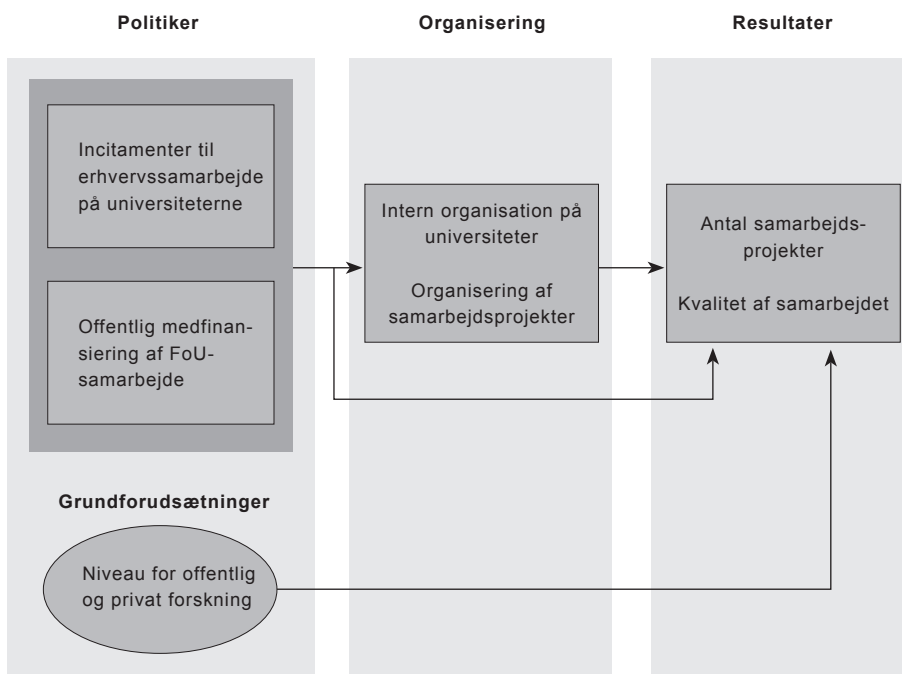 Politiker
Organisering
Resultater
Incitamenter til
erhvervssamarbejde
på universiteterne
Offentlig medfinan-
siering af FoU-
samarbejde
Intern organisation på
universiteter
Organisering af
samarbejdsprojekter
Antal samarbejds-
projekter
Kvalitet af samarbejdet
Grundforudsætninger
Niveau for offentlig
og privat forskning